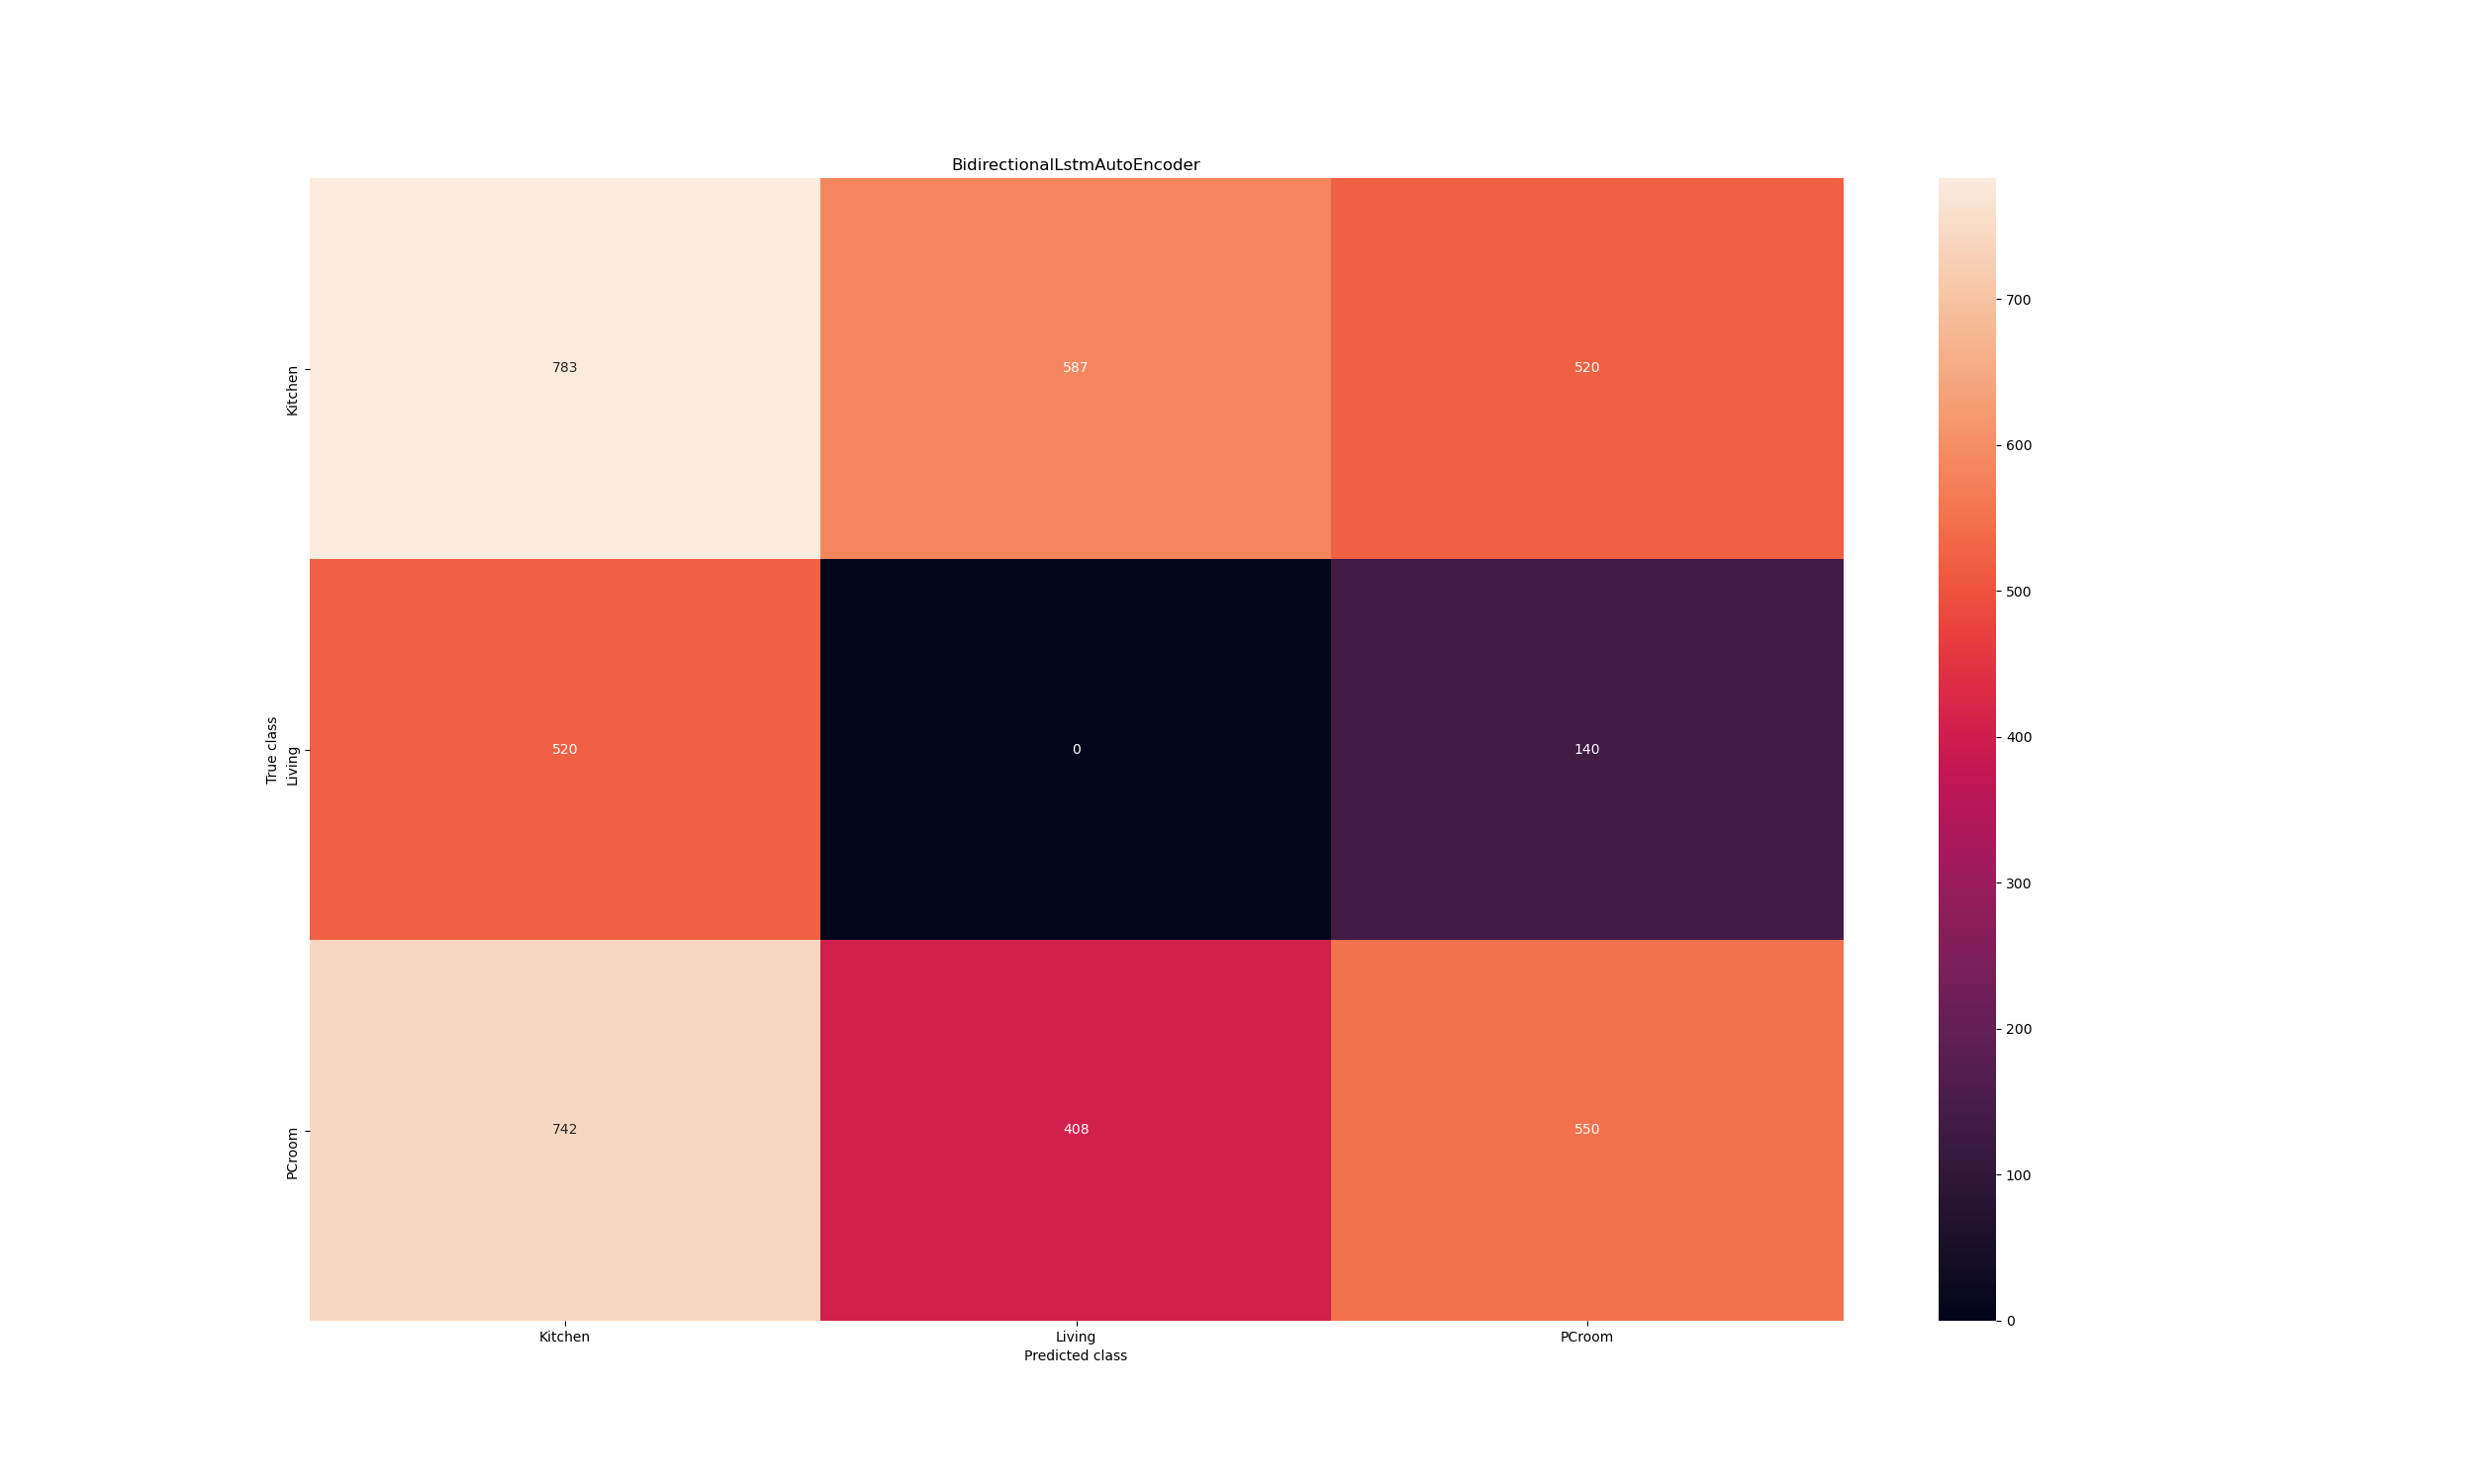 BidirectionalLstmAutoEncoder
Kitchen
783
587
520
700
600
500
True class
Living
520
0
140
400
300
200
PCroom
742
408
550
100
0
Kitchen
Living
PCroom
Predicted class